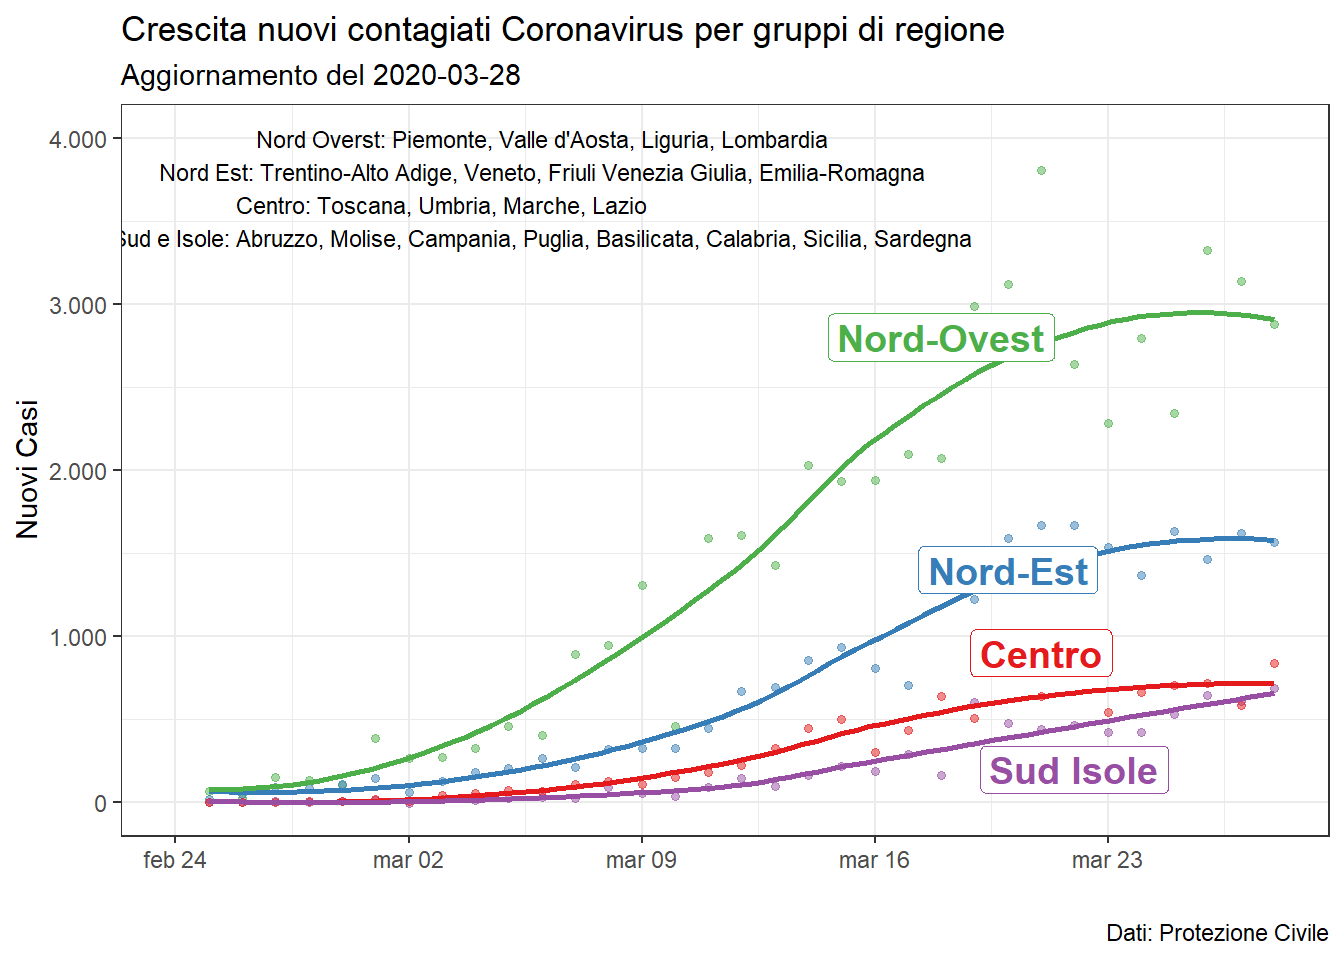 Crescita nuovi contagiati Coronavirus per gruppi di regione
Aggiornamento del 2020-03-28
Nord Overst: Piemonte, Valle d'Aosta, Liguria, Lombardia
Nord Est: Trentino-Alto Adige, Veneto, Friuli Venezia Giulia, Emilia-Romagna
Centro: Toscana, Umbria, Marche, Lazio
Sud e Isole: Abruzzo, Molise, Campania, Puglia, Basilicata, Calabria, Sicilia, Sardegna
4.000
3.000
2.000
1.000
0
Nuovi Casi
Nord-Ovest
Nord-Est
Centro
Sud Isole
feb 24
mar 02
mar 09
mar 16
mar 23
Dati: Protezione Civile